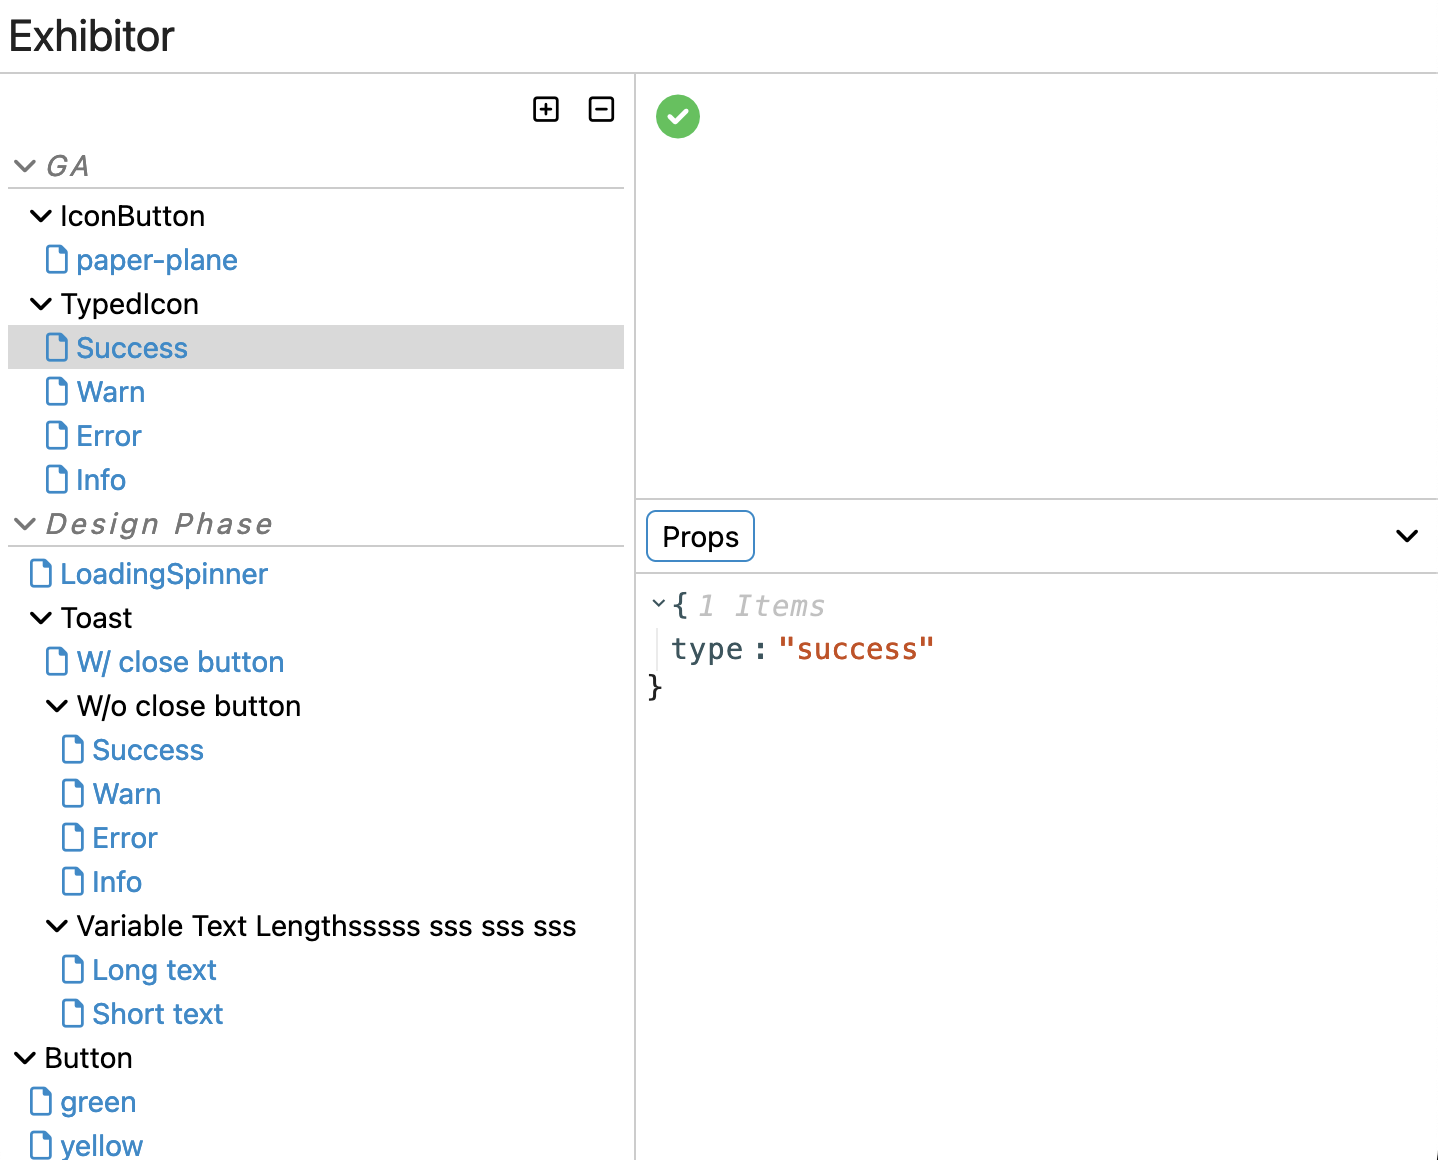 Exhibitor
GA
IconButton
paper-plane
TypedIcon
Success
Warn
Error
Info
Design Phase
LoadingSpinner
Toast
W/ close button
W/o close button
Success
Warn
Error
Info
Variable Text Lengthsssss sss sss sss
Long text
Short text
Button
green
yellow
Props
{ 1 Items
type : "success"
}